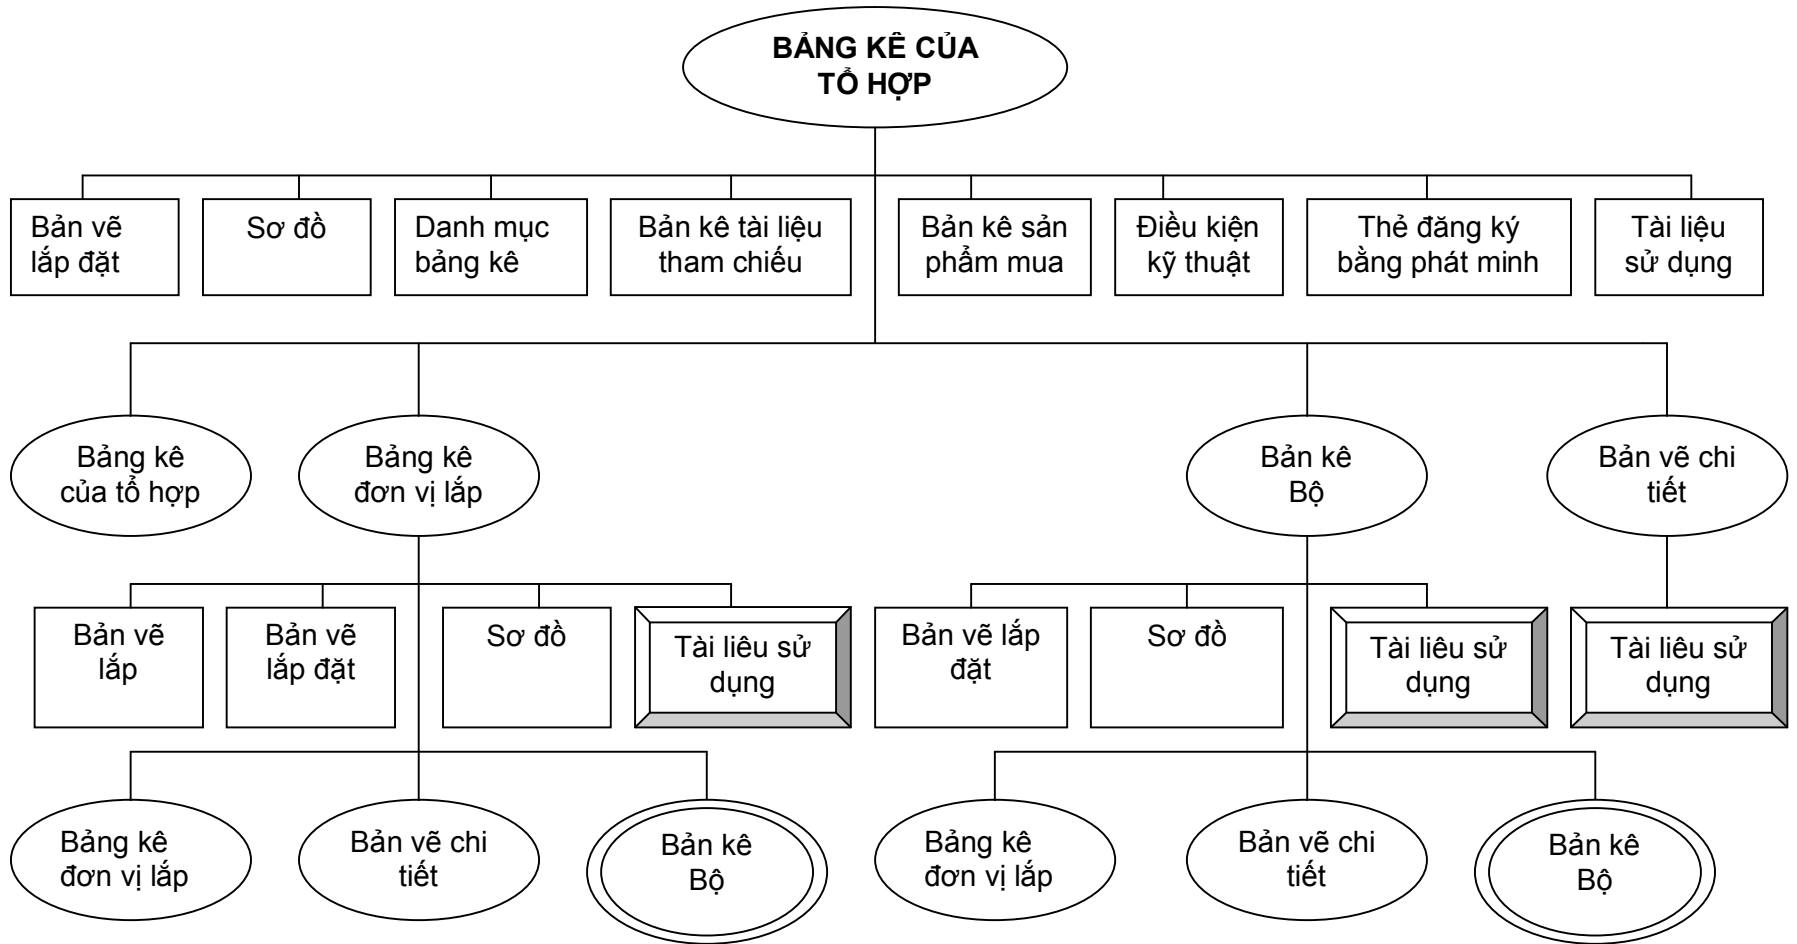 BẢNG KÊ CỦA
TỔ HỢP
Bản vẽ
lắp đặt
Sơ đồ
Danh mục
bảng kê
Bản kê tài liệu
tham chiếu
Bản kê sản
phẩm mua
Điều kiện
kỹ thuật
Thẻ đăng ký
bằng phát minh
Tài liệu
sử dụng
Bảng kê
của tổ hợp
Bảng kê
đơn vị lắp
Bản kê
Bộ
Bản vẽ chi
tiết
Bản vẽ
lắp
Bản vẽ
lắp đặt
Sơ đồ
Tài liêu sử
dụng
Bản vẽ lắp
đặt
Sơ đồ
Tài liêu sử
dụng
Tài liêu sử
dụng
Bảng kê
đơn vị lắp
Bản vẽ chi
tiết
Bản kê
Bộ
Bảng kê
đơn vị lắp
Bản vẽ chi
tiết
Bản kê
Bộ